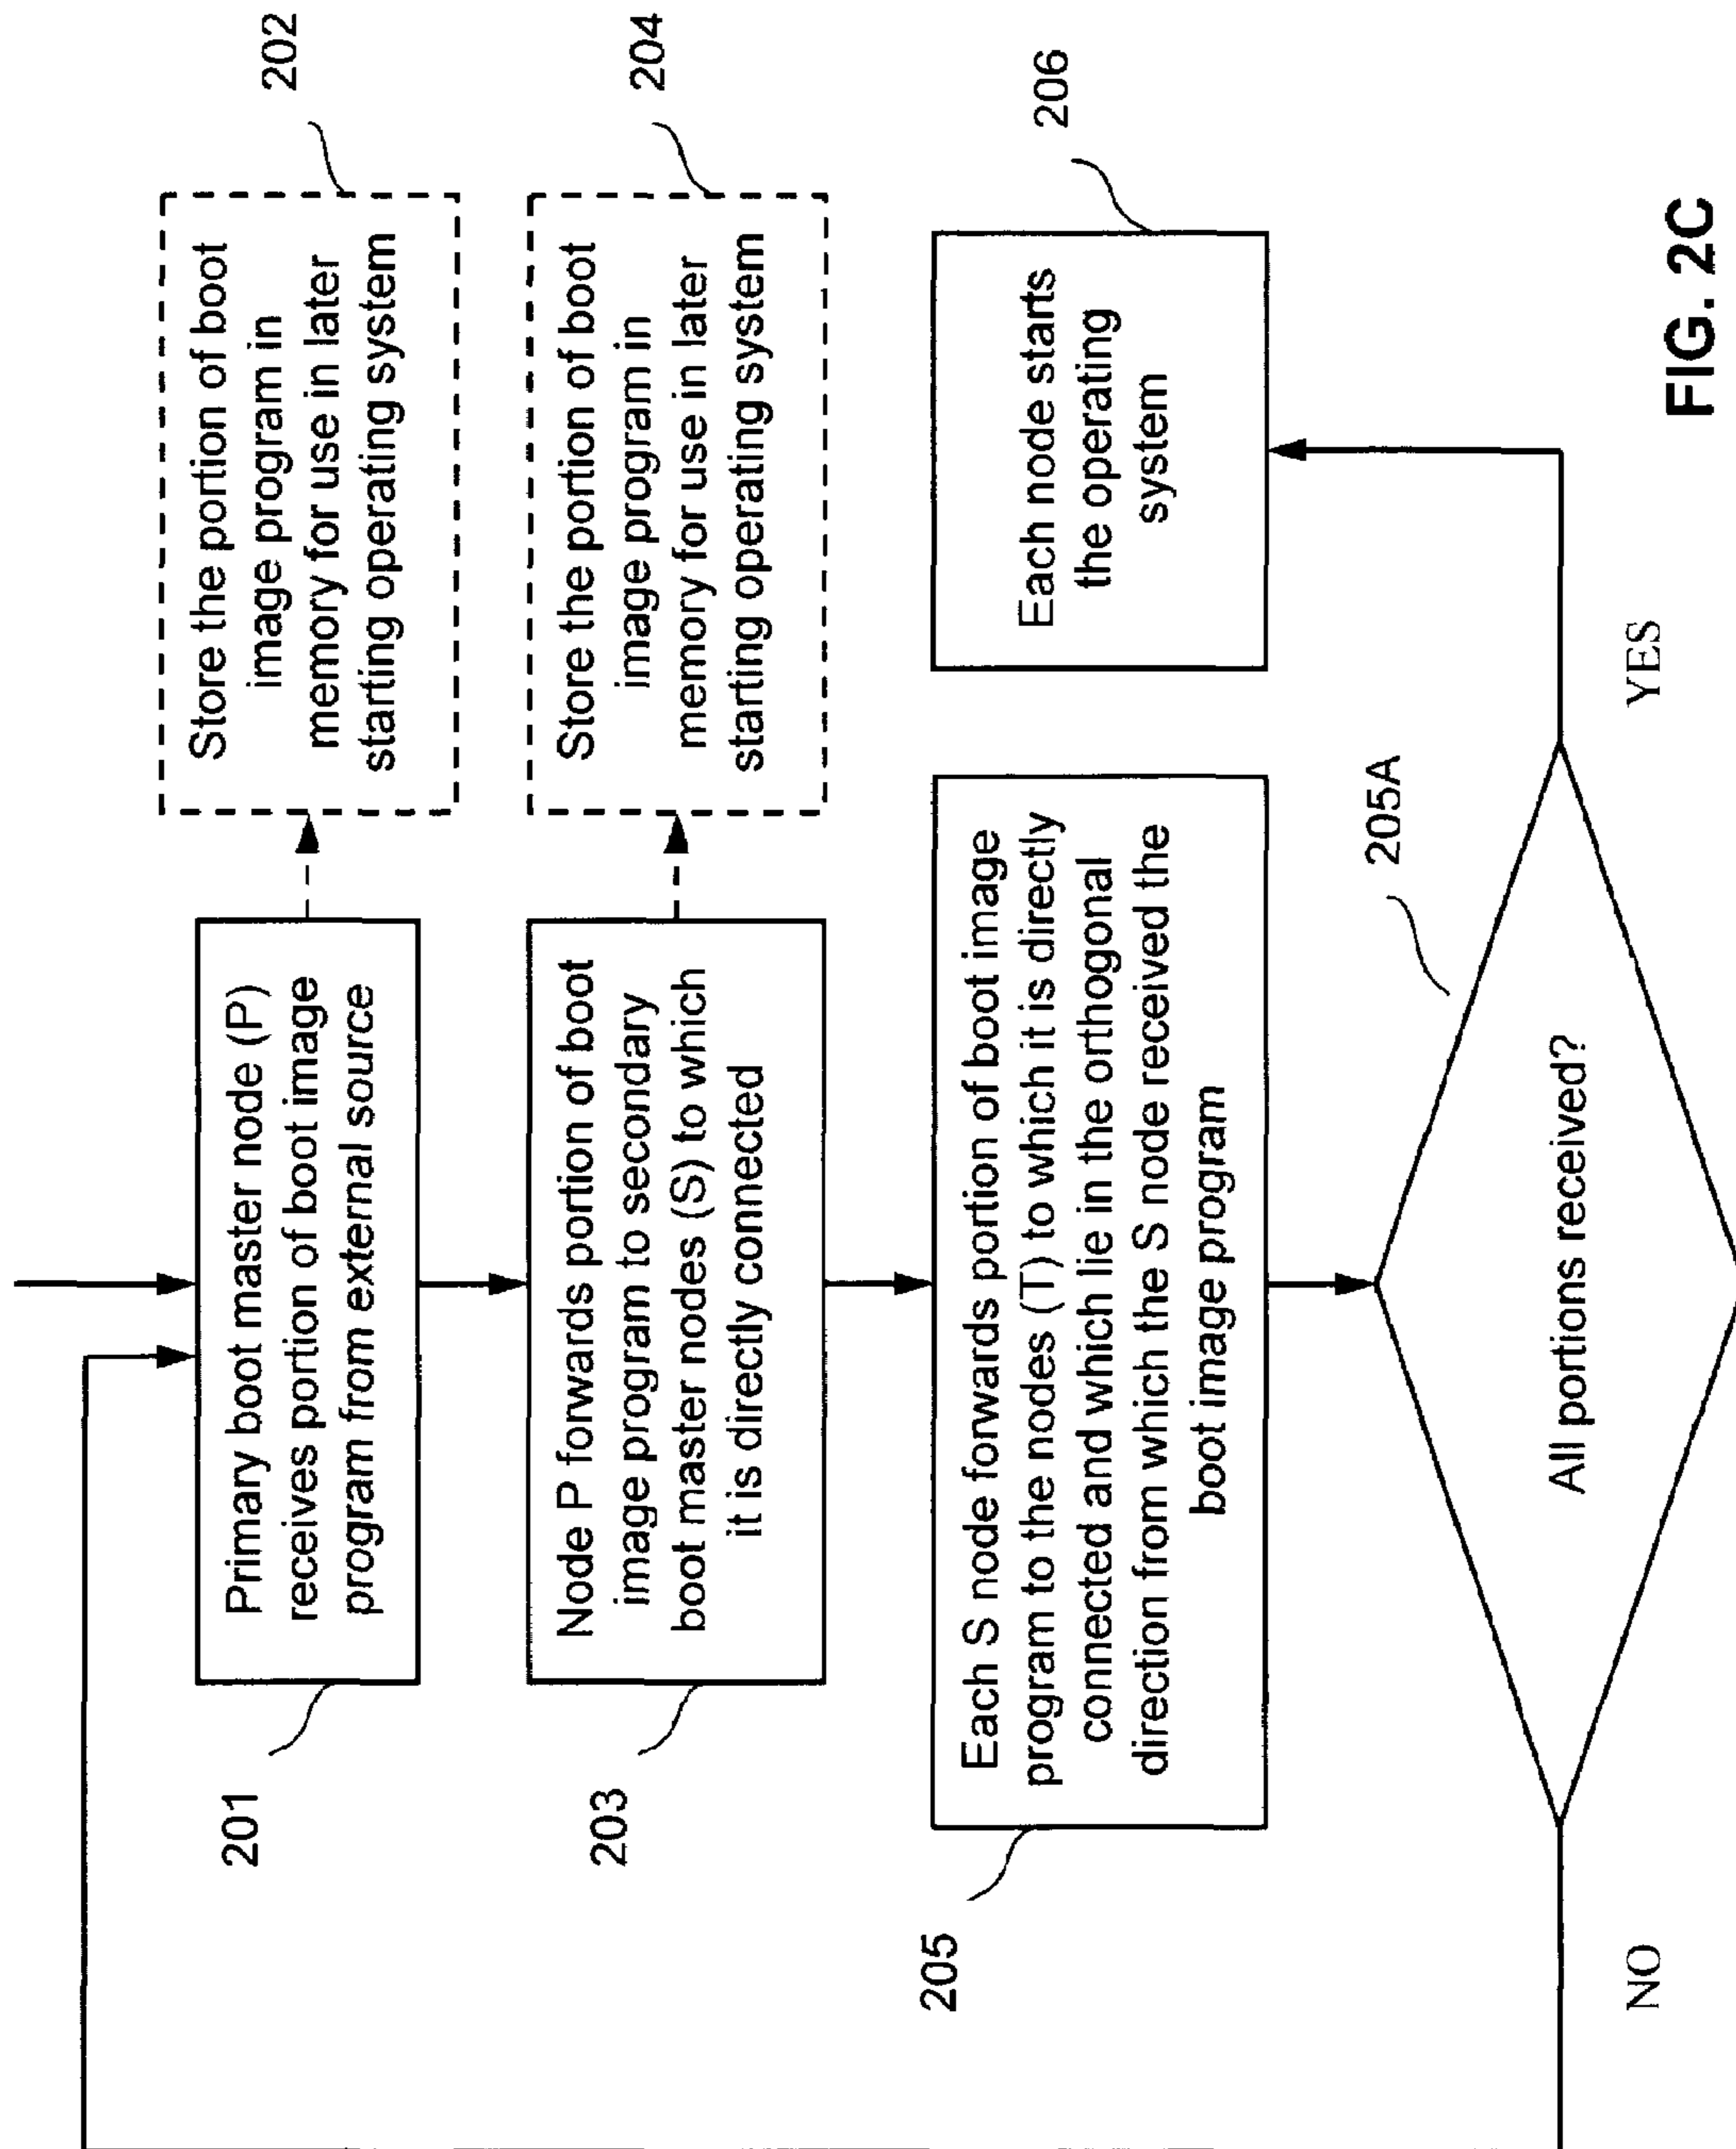 201
Primary boot master node (P)
receives portion of boot image
program from external source
202
Store the portion of boot
image program in
memory for use in later
starting operating system
203
Node P forwards portion of boot
image program to secondary
boot master nodes (S) to which
it is directly connected
204
Store the portion of boot
image program in
memory for use in later
starting operating system
205
Each S node forwards portion of boot image
program to the nodes (T) to which it is directly
connected and which lie in the orthogonal
direction from which the S node received the
boot image program
206
Each node starts
the operating
system
205A
All portions received?
NO
YES
FIG. 2C